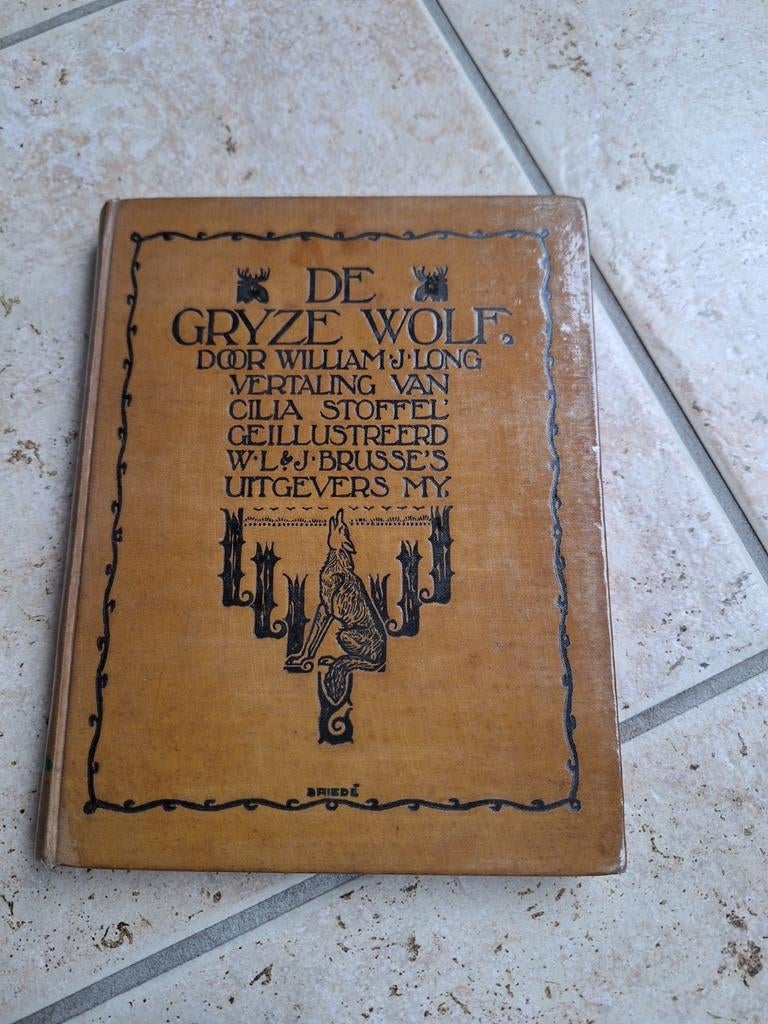 DE
GRYZE WOLF.
DOOR WILLIAM·J·LONG
VERTALING VAN
CILIA STOFFEL
GEILLUSTREERD
W·L·&·J·BRUSSE'S
UITGEVERS MY.
BRIEDÉ